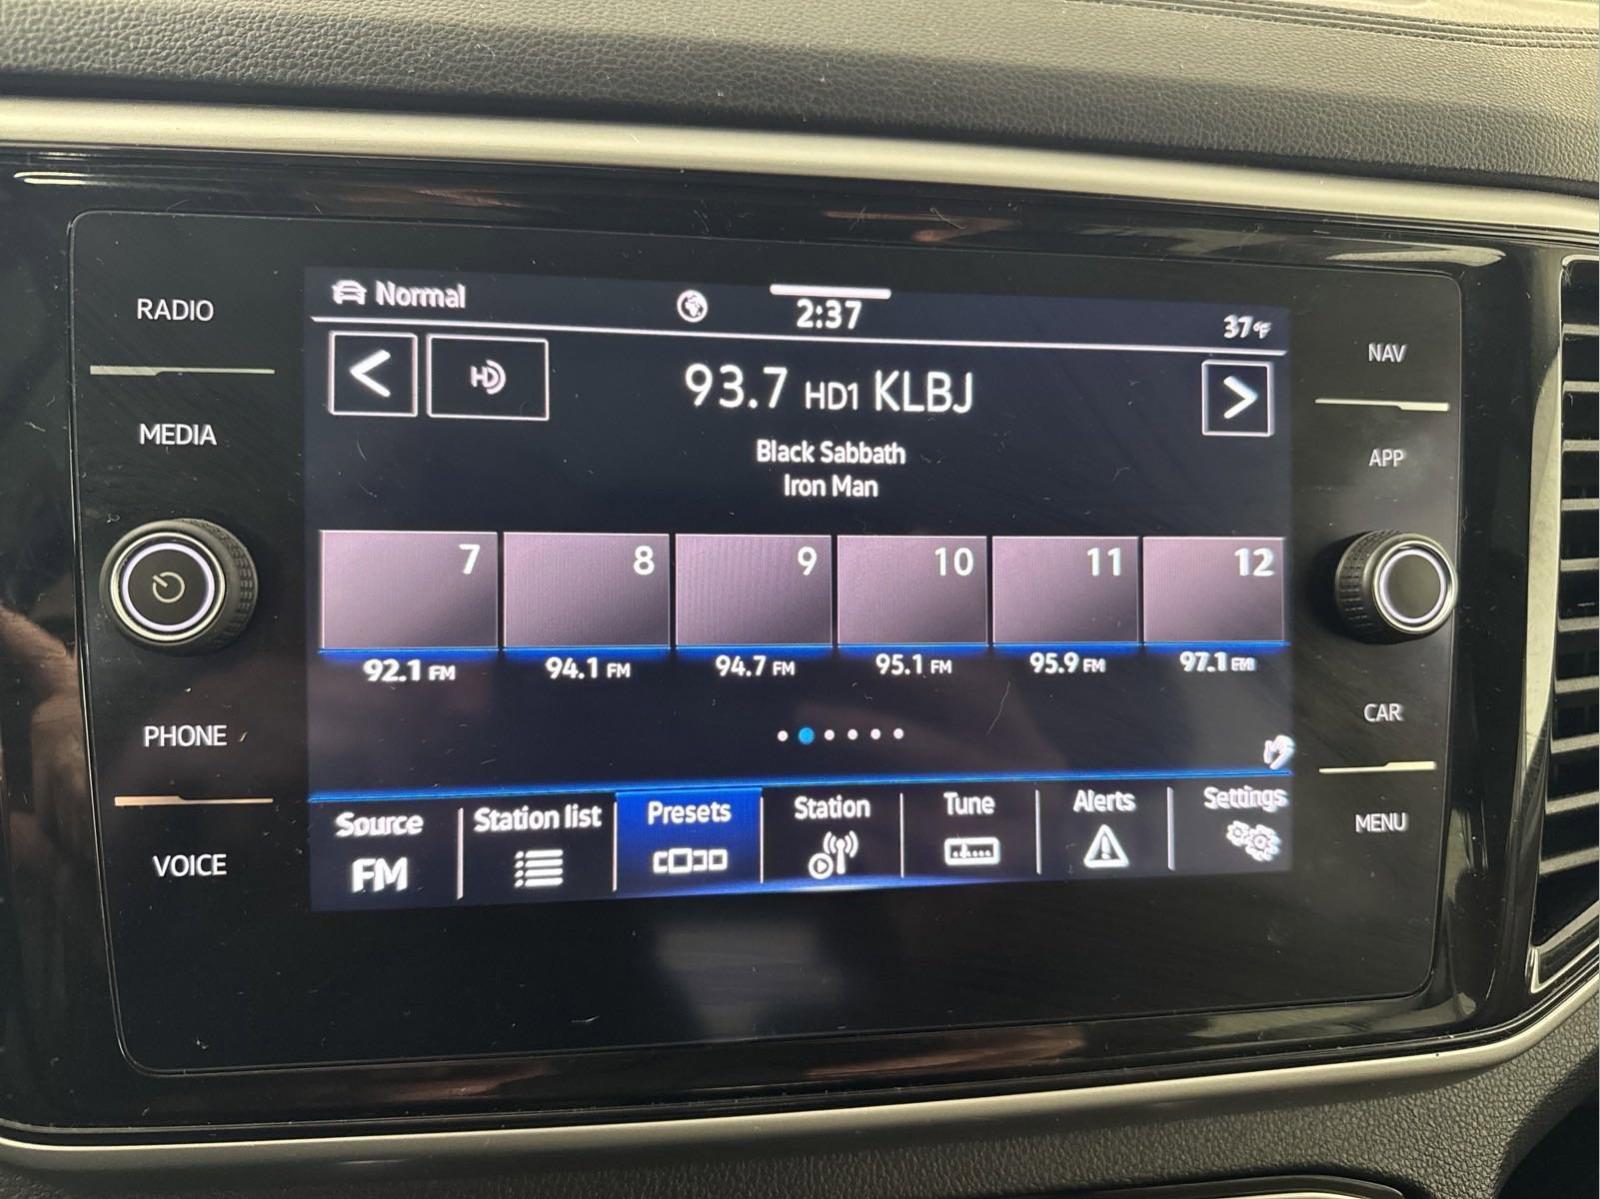 RADIO
MEDIA
PHONE
VOICE
Normal
2:37
37°F
HD
93.7 HD1 KLBJ
Black Sabbath
Iron Man
7
8
9
10
11
12
92.1 FM
94.1 FM
94.7 FM
95.1 FM
95.9 FM
97.1 FM
Source
FM
Station list
Presets
Station
Tune
Alerts
Settings
NAV
APP
CAR
MENU